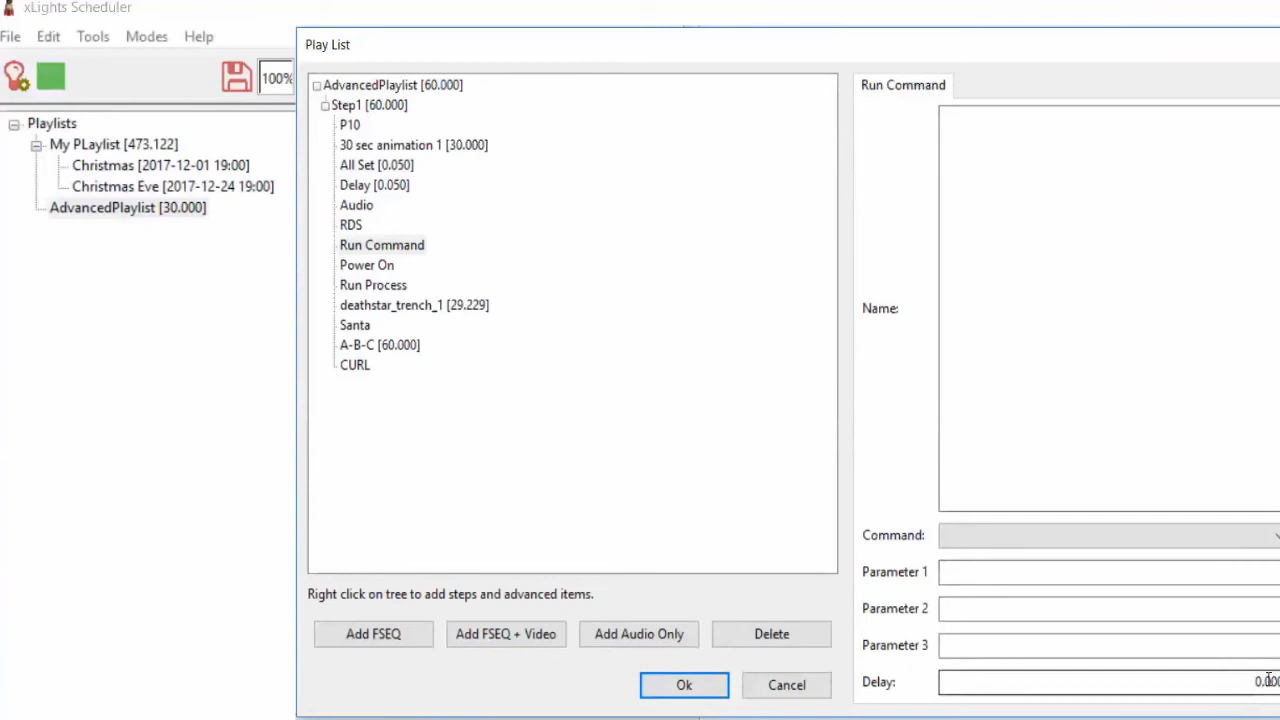 xLights Scheduler
File Edit Tools Modes Help
100%
Playlists
My PLaylist [473.122]
Christmas [2017-12-01 19:00]
Christmas Eve [2017-12-24 19:00]
AdvancedPlaylist [30.000]
Play List
AdvancedPlaylist [60.000]
Step1 [60.000]
P10
30 sec animation 1 [30.000]
All Set [0.050]
Delay [0.050]
Audio
RDS
Run Command
Power On
Run Process
deathstar_trench_1 [29.229]
Santa
A-B-C [60.000]
CURL
Right click on tree to add steps and advanced items.
Add FSEQ Add FSEQ + Video Add Audio Only Delete
Ok Cancel
Run Command
Name:
Command:
Parameter 1
Parameter 2
Parameter 3
Delay: